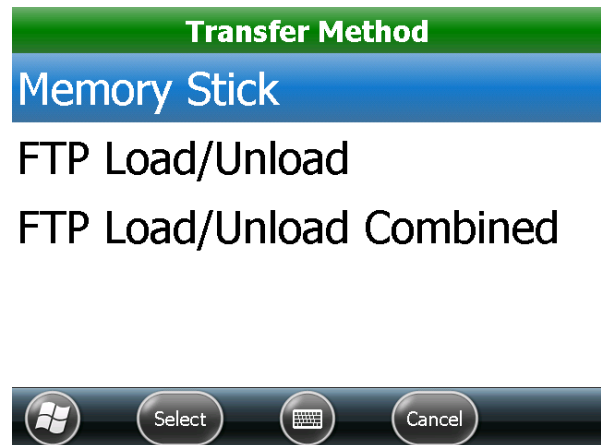 Transfer Method
Memory Stick
FTP Load/Unload
FTP Load/Unload Combined
Select Cancel